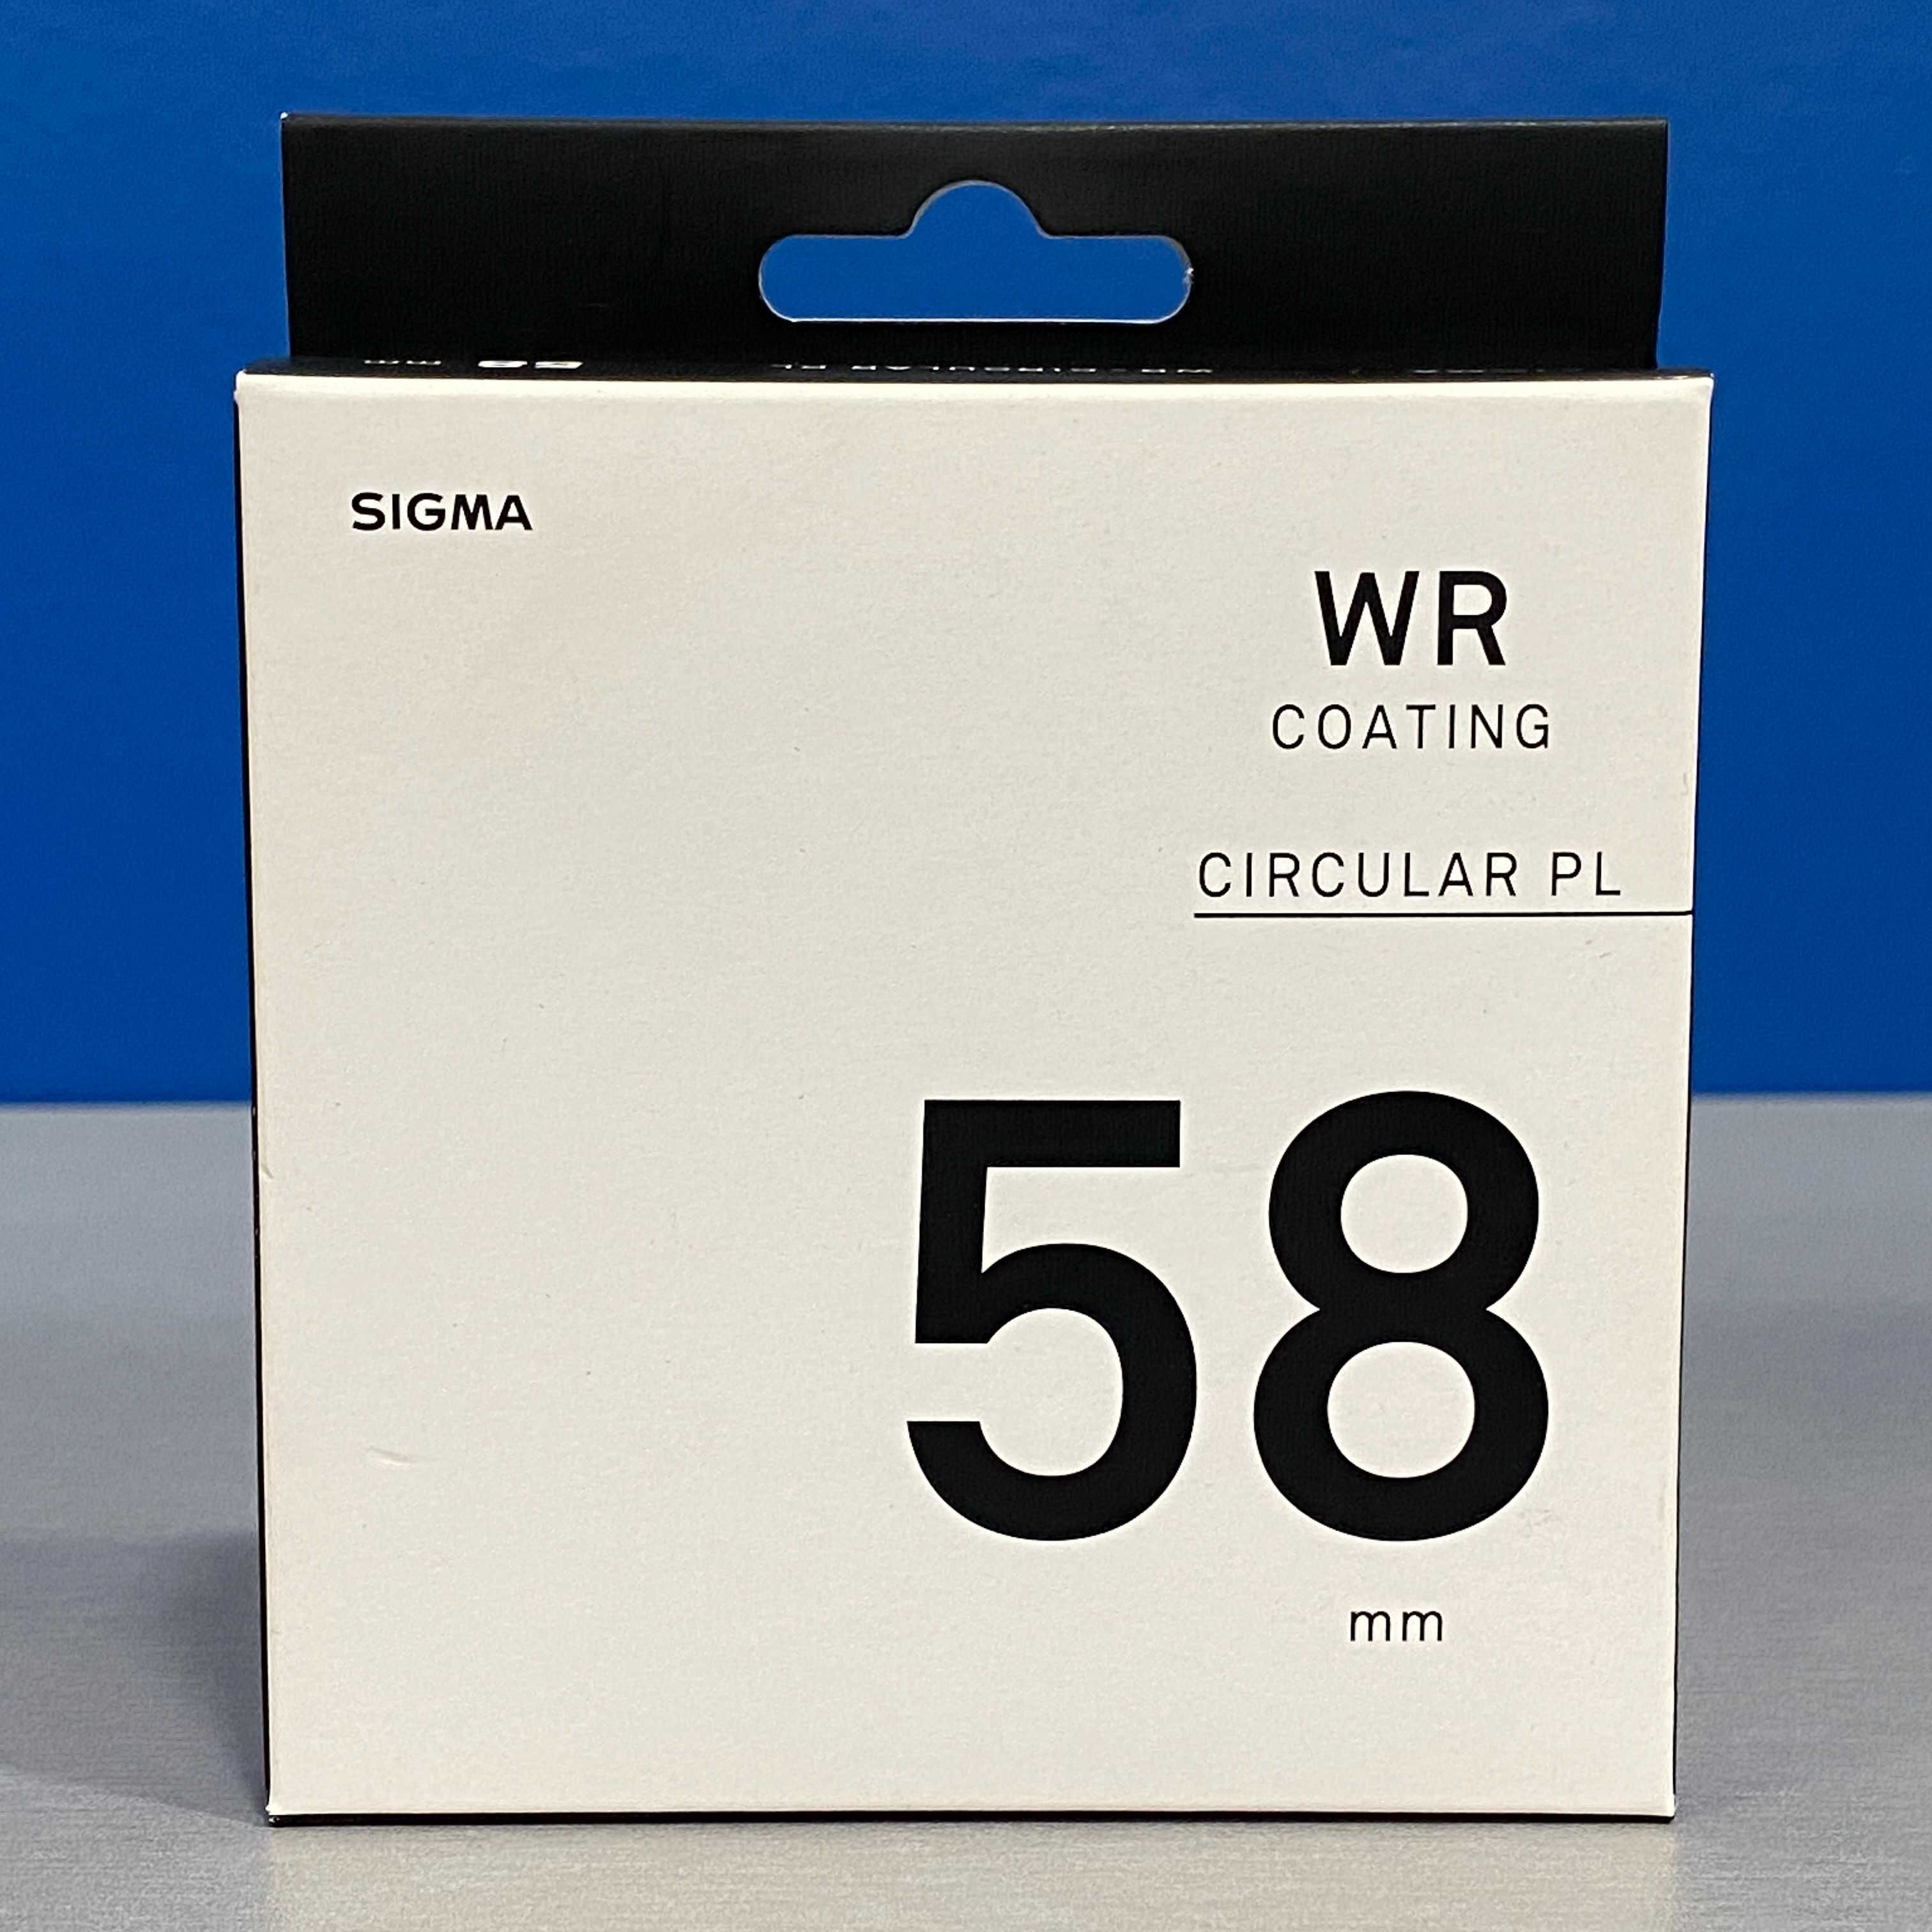 SIGMA
WR
COATING
CIRCULAR PL
58
mm